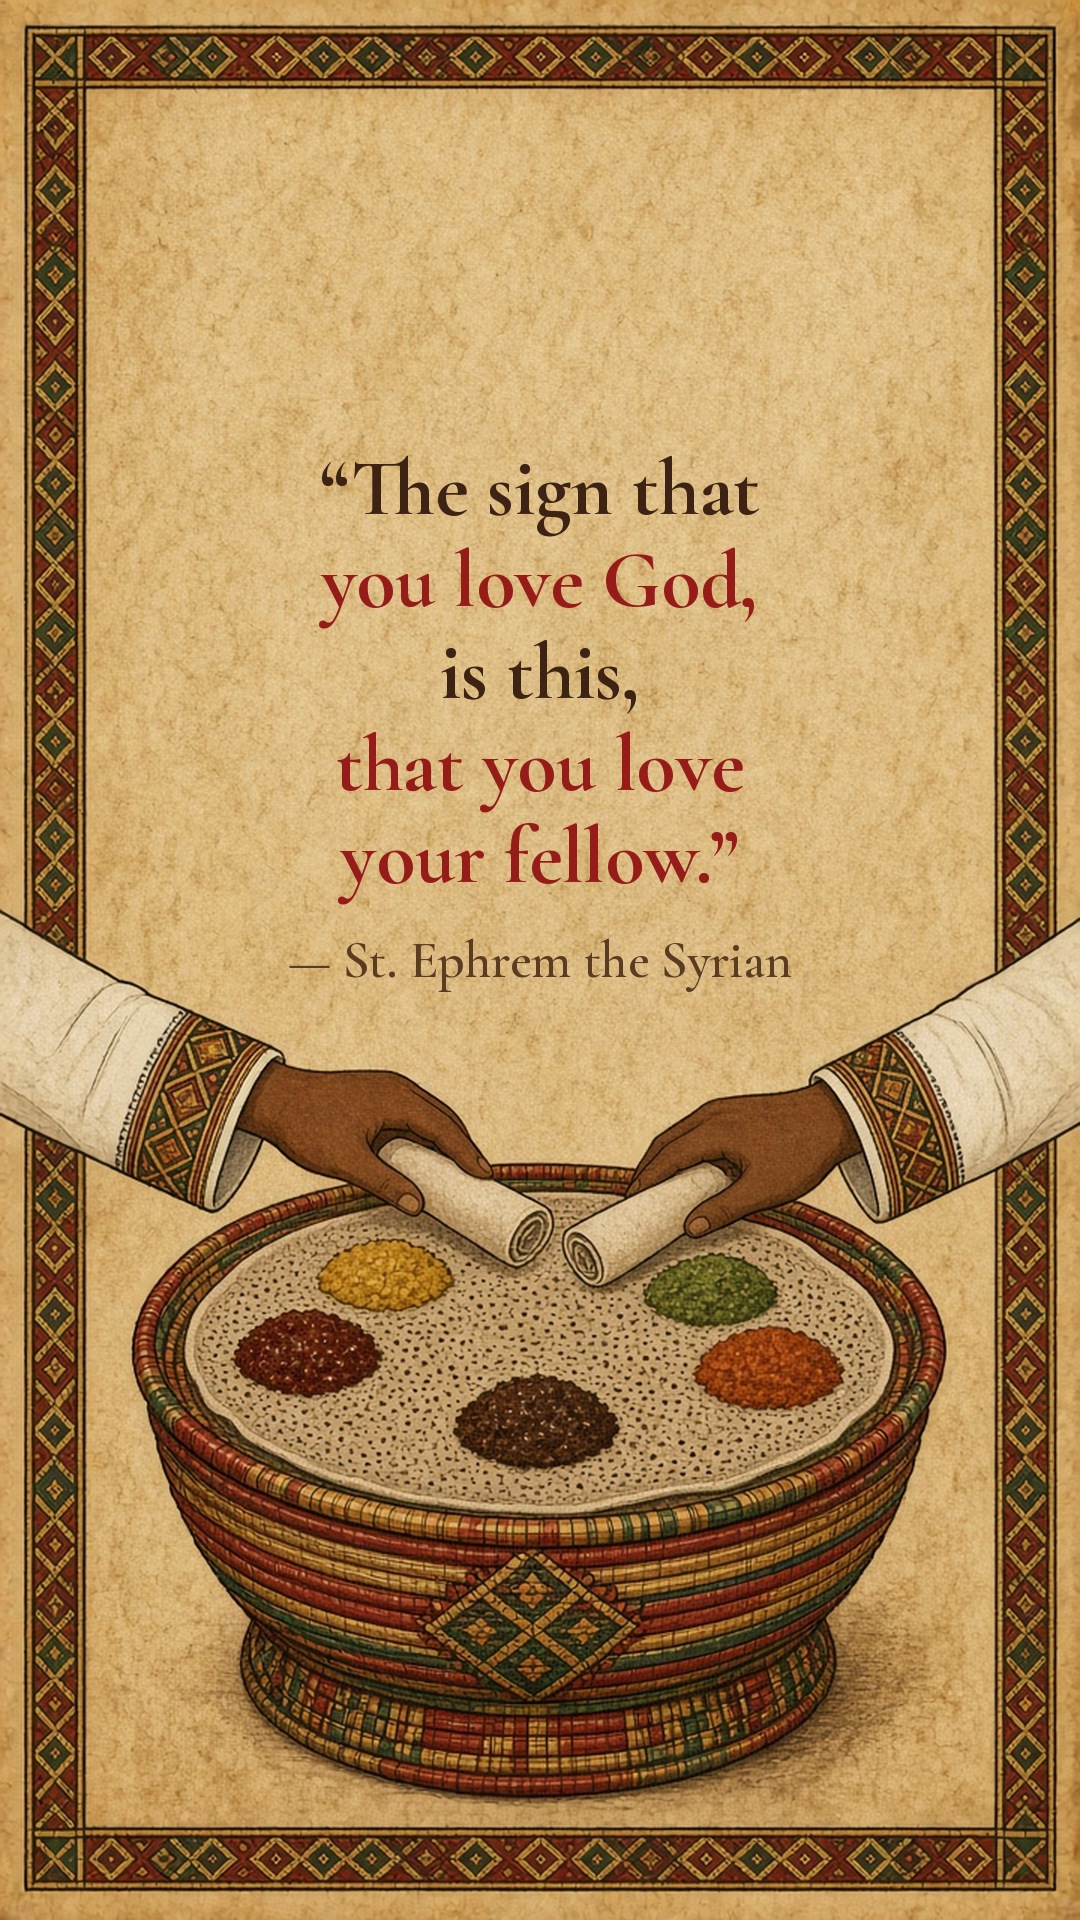 “The sign that
you love God,
is this,
that you love
your fellow.”
— St. Ephrem the Syrian